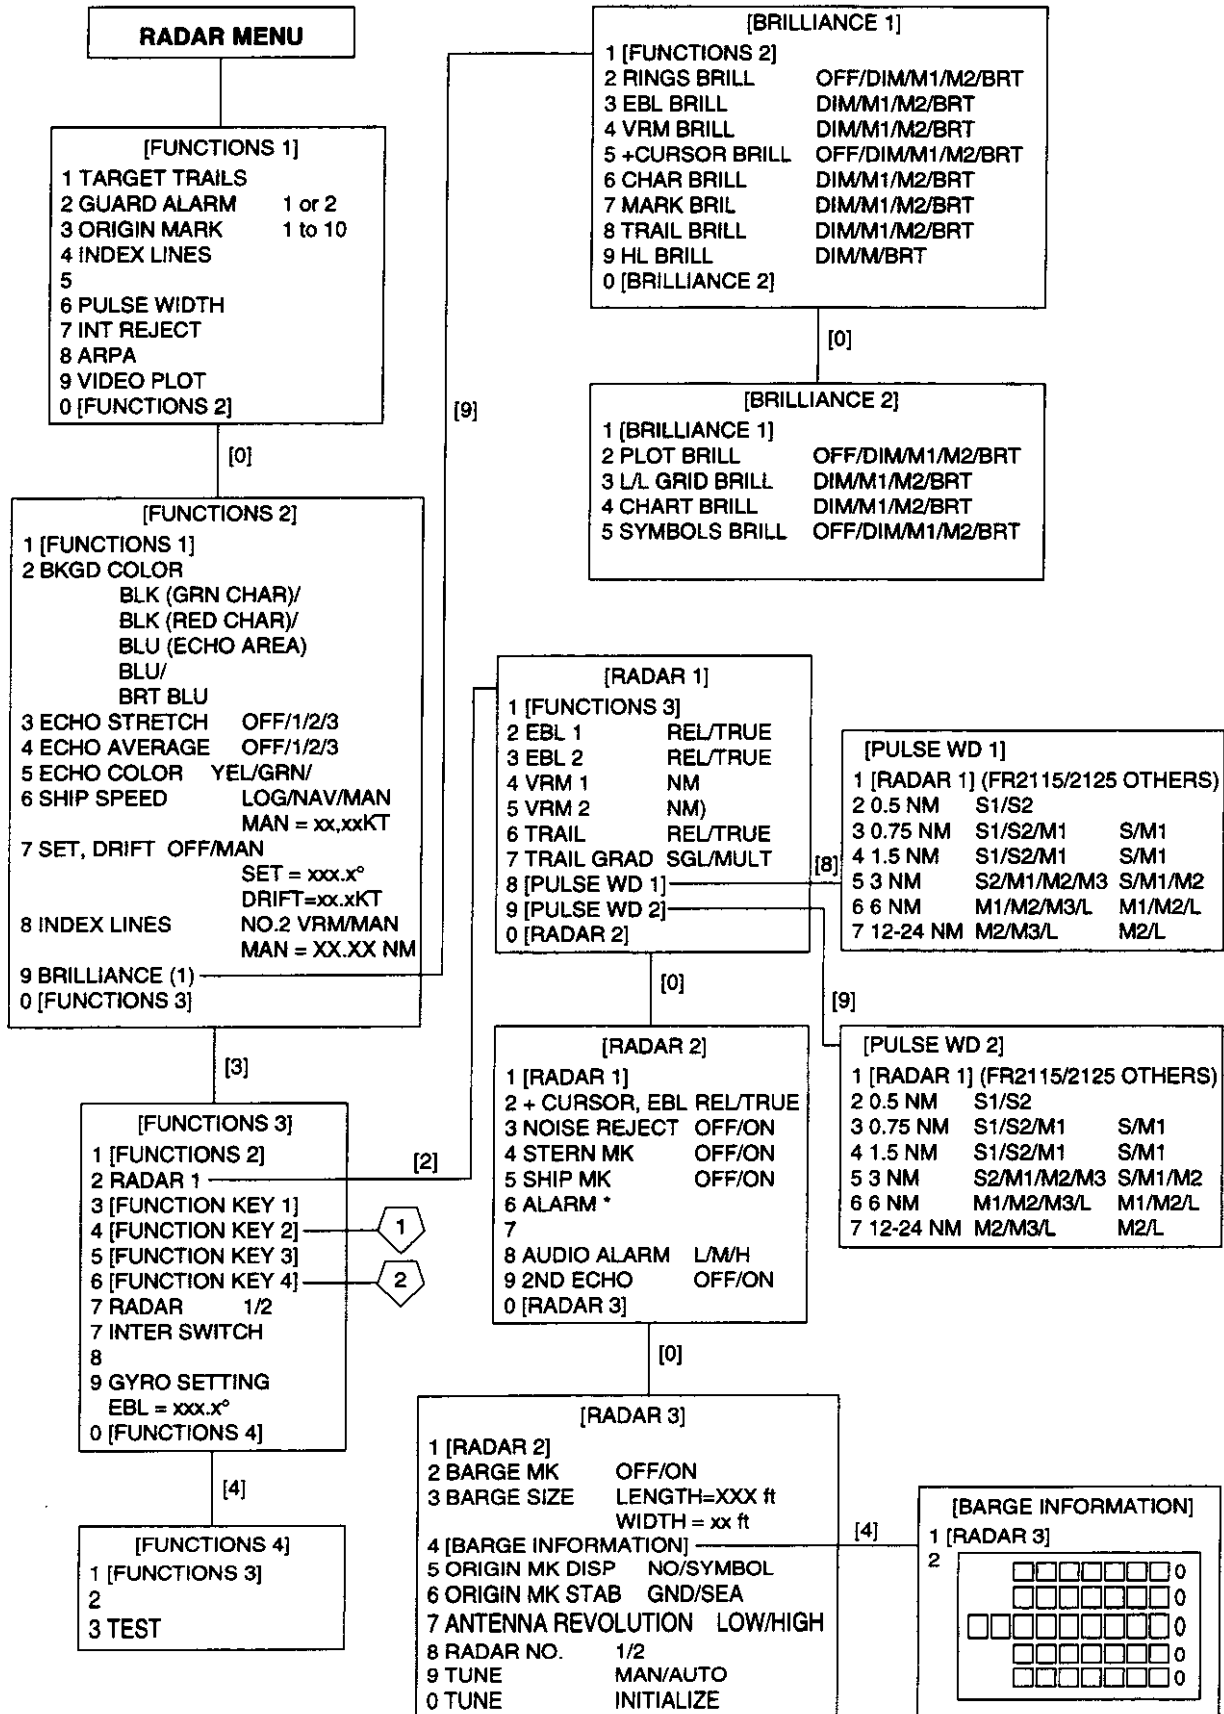 RADAR MENU
[FUNCTIONS 1]
1 TARGET TRAILS
2 GUARD ALARM 1 or 2
3 ORIGIN MARK 1 to 10
4 INDEX LINES
5
6 PULSE WIDTH
7 INT REJECT
8 ARPA
9 VIDEO PLOT
0 [FUNCTIONS 2]
[0]
[FUNCTIONS 2]
1 [FUNCTIONS 1]
2 BKGD COLOR
BLK (GRN CHAR)/
BLK (RED CHAR)/
BLU (ECHO AREA)
BLU/
BRT BLU
3 ECHO STRETCH OFF/1/2/3
4 ECHO AVERAGE OFF/1/2/3
5 ECHO COLOR YEL/GRN/
6 SHIP SPEED LOG/NAV/MAN
MAN = xx,xxKT
7 SET, DRIFT OFF/MAN
SET = xxx.x°
DRIFT=xx.xKT
8 INDEX LINES NO.2 VRM/MAN
MAN = XX.XX NM
9 BRILLIANCE (1)
0 [FUNCTIONS 3]
[3]
[FUNCTIONS 3]
1 [FUNCTIONS 2]
2 RADAR 1
3 [FUNCTION KEY 1]
4 [FUNCTION KEY 2]
5 [FUNCTION KEY 3]
6 [FUNCTION KEY 4]
7 RADAR 1/2
7 INTER SWITCH
8
9 GYRO SETTING
EBL = xxx.x°
0 [FUNCTIONS 4]
1
2
[4]
[FUNCTIONS 4]
1 [FUNCTIONS 3]
2
3 TEST
[9]
[BRILLIANCE 1]
1 [FUNCTIONS 2]
2 RINGS BRILL OFF/DIM/M1/M2/BRT
3 EBL BRILL DIM/M1/M2/BRT
4 VRM BRILL DIM/M1/M2/BRT
5 +CURSOR BRILL OFF/DIM/M1/M2/BRT
6 CHAR BRILL DIM/M1/M2/BRT
7 MARK BRIL DIM/M1/M2/BRT
8 TRAIL BRILL DIM/M1/M2/BRT
9 HL BRILL DIM/M/BRT
0 [BRILLIANCE 2]
[0]
[BRILLIANCE 2]
1 [BRILLIANCE 1]
2 PLOT BRILL OFF/DIM/M1/M2/BRT
3 L/L GRID BRILL DIM/M1/M2/BRT
4 CHART BRILL DIM/M1/M2/BRT
5 SYMBOLS BRILL OFF/DIM/M1/M2/BRT
[2]
[RADAR 1]
1 [FUNCTIONS 3]
2 EBL 1 REL/TRUE
3 EBL 2 REL/TRUE
4 VRM 1 NM
5 VRM 2 NM)
6 TRAIL REL/TRUE
7 TRAIL GRAD SGL/MULT
8 [PULSE WD 1]
9 [PULSE WD 2]
0 [RADAR 2]
[8]
[PULSE WD 1]
1 [RADAR 1] (FR2115/2125 OTHERS)
2 0.5 NM S1/S2
3 0.75 NM S1/S2/M1 S/M1
4 1.5 NM S1/S2/M1 S/M1
5 3 NM S2/M1/M2/M3 S/M1/M2
6 6 NM M1/M2/M3/L M1/M2/L
7 12-24 NM M2/M3/L M2/L
[9]
[PULSE WD 2]
1 [RADAR 1] (FR2115/2125 OTHERS)
2 0.5 NM S1/S2
3 0.75 NM S1/S2/M1 S/M1
4 1.5 NM S1/S2/M1 S/M1
5 3 NM S2/M1/M2/M3 S/M1/M2
6 6 NM M1/M2/M3/L M1/M2/L
7 12-24 NM M2/M3/L M2/L
[0]
[RADAR 2]
1 [RADAR 1]
2 + CURSOR, EBL REL/TRUE
3 NOISE REJECT OFF/ON
4 STERN MK OFF/ON
5 SHIP MK OFF/ON
6 ALARM *
7
8 AUDIO ALARM L/M/H
9 2ND ECHO OFF/ON
0 [RADAR 3]
[0]
[RADAR 3]
1 [RADAR 2]
2 BARGE MK OFF/ON
3 BARGE SIZE LENGTH=XXX ft
WIDTH = xx ft
4 [BARGE INFORMATION]
5 ORIGIN MK DISP NO/SYMBOL
6 ORIGIN MK STAB GND/SEA
7 ANTENNA REVOLUTION LOW/HIGH
8 RADAR NO. 1/2
9 TUNE MAN/AUTO
0 TUNE INITIALIZE
[4]
[BARGE INFORMATION]
1 [RADAR 3]
2
0
0
0
0
0